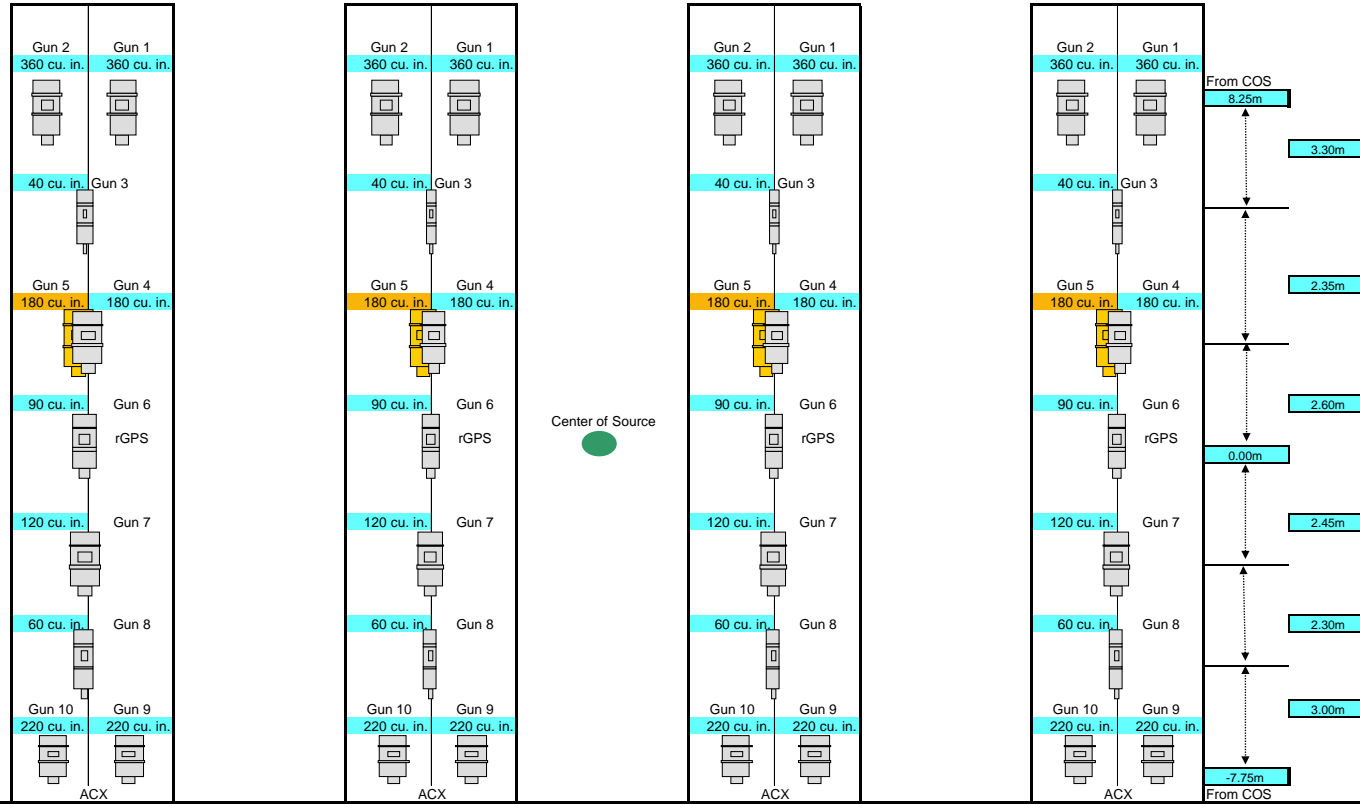 Gun 2 Gun 1 Gun 2 Gun 1 Gun 2 Gun 1 Gun 2 Gun 1
360 cu. in. 360 cu. in. 360 cu. in. 360 cu. in. 360 cu. in. 360 cu. in. 360 cu. in. 360 cu. in.
From COS
8.25m
3.30m
40 cu. in. Gun 3 40 cu. in. Gun 3 40 cu. in. Gun 3 40 cu. in. Gun 3
Gun 5 Gun 4 Gun 5 Gun 4 Gun 5 Gun 4 Gun 5 Gun 4
2.35m
180 cu. in. 180 cu. in. 180 cu. in. 180 cu. in. 180 cu. in. 180 cu. in. 180 cu. in. 180 cu. in.
90 cu. in. Gun 6 90 cu. in. Gun 6 90 cu. in. Gun 6 90 cu. in. Gun 6
2.60m
Center of Source
rGPS rGPS rGPS rGPS
0.00m
120 cu. in. Gun 7 120 cu. in. Gun 7 120 cu. in. Gun 7 120 cu. in. Gun 7
2.45m
60 cu. in. Gun 8 60 cu. in. Gun 8 60 cu. in. Gun 8 60 cu. in. Gun 8
2.30m
Gun 10 Gun 9 Gun 10 Gun 9 Gun 10 Gun 9 Gun 10 Gun 9
3.00m
220 cu. in. 220 cu. in. 220 cu. in. 220 cu. in. 220 cu. in. 220 cu. in. 220 cu. in. 220 cu. in.
-7.75m
ACX ACX ACX ACX From COS